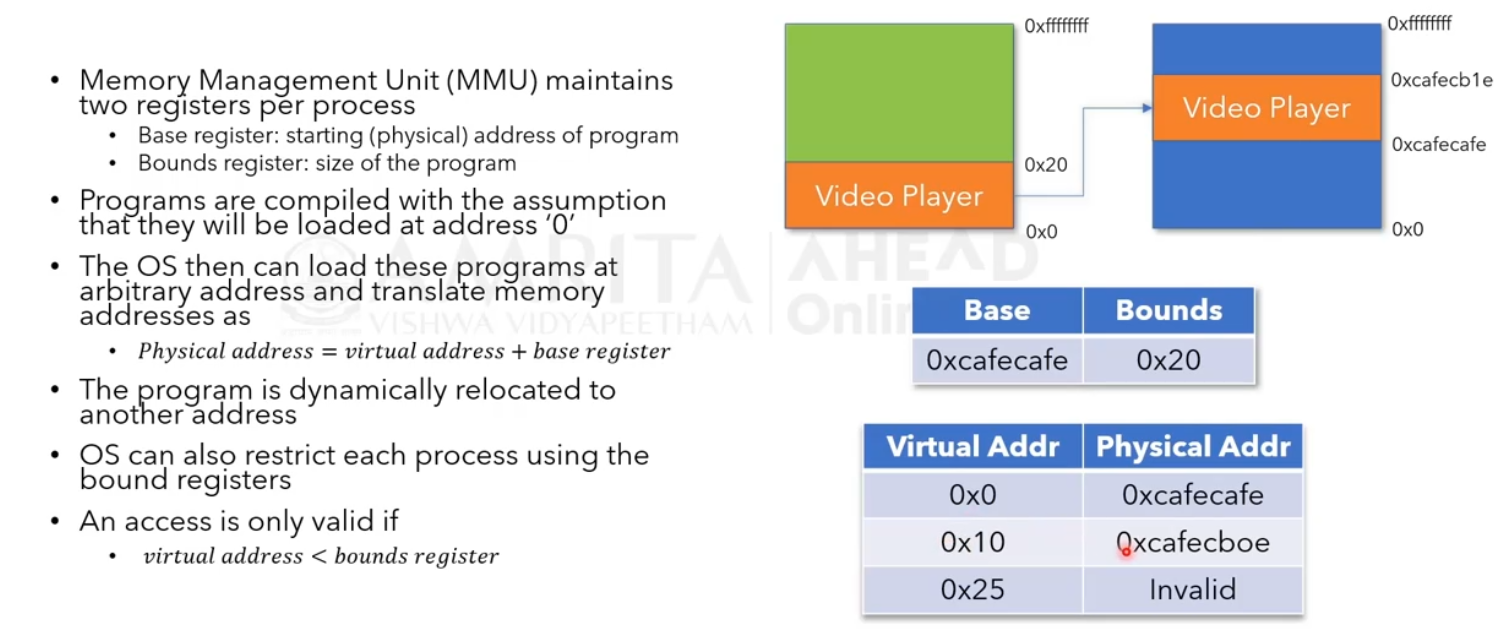 • Memory Management Unit (MMU) maintains
two registers per process
• Base register: starting (physical) address of program
• Bounds register: size of the program
• Programs are compiled with the assumption
that they will be loaded at address ‘0’
• The OS then can load these programs at
arbitrary address and translate memory
addresses as
• Physical address = virtual address + base register
• The program is dynamically relocated to
another address
• OS can also restrict each process using the
bound registers
• An access is only valid if
• virtual address < bounds register
0xffffffff
0x20
Video Player
0x0
0xffffffff
0xcafecb1e
Video Player
0xcafecafe
0x0
AMRITA AHEAD
VISHWA VIDYAPEETHAM Onlin
Base Bounds
0xcafecafe 0x20
Virtual Addr Physical Addr
0x0 0xcafecafe
0x10 0xcafecboe
0x25 Invalid